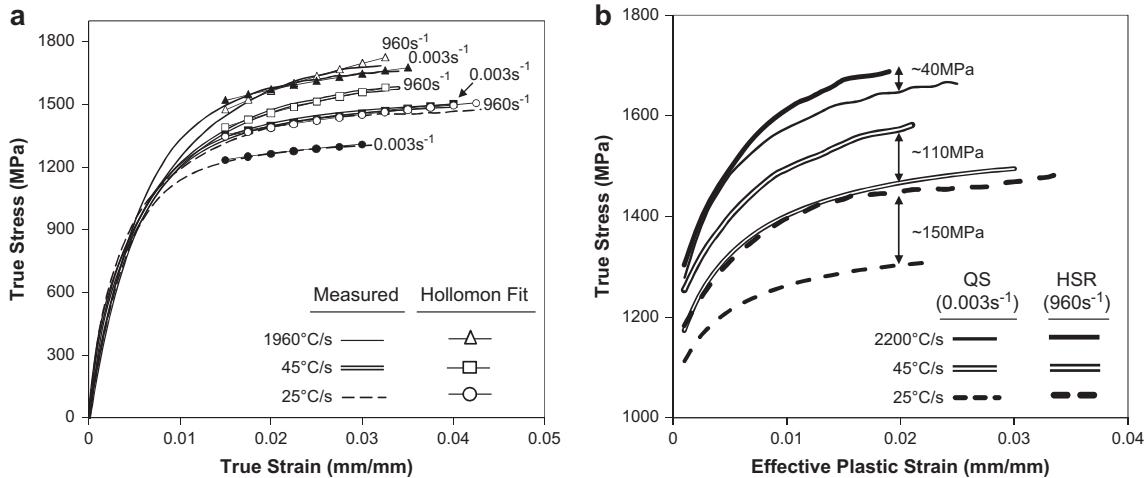 a
1800
1500
1200
900
600
300
0
True Stress (MPa)
0
0.01
0.02
0.03
0.04
0.05
True Strain (mm/mm)
960s⁻¹
0.003s⁻¹
0.003s⁻¹
960s⁻¹
960s⁻¹
0.003s⁻¹
Measured Hollomon Fit
1960°C/s
45°C/s
25°C/s
b
1800
1600
1400
1200
1000
True Stress (MPa)
0
0.01
0.02
0.03
0.04
Effective Plastic Strain (mm/mm)
~40MPa
~110MPa
~150MPa
QS HSR
(0.003s⁻¹) (960s⁻¹)
2200°C/s
45°C/s
25°C/s